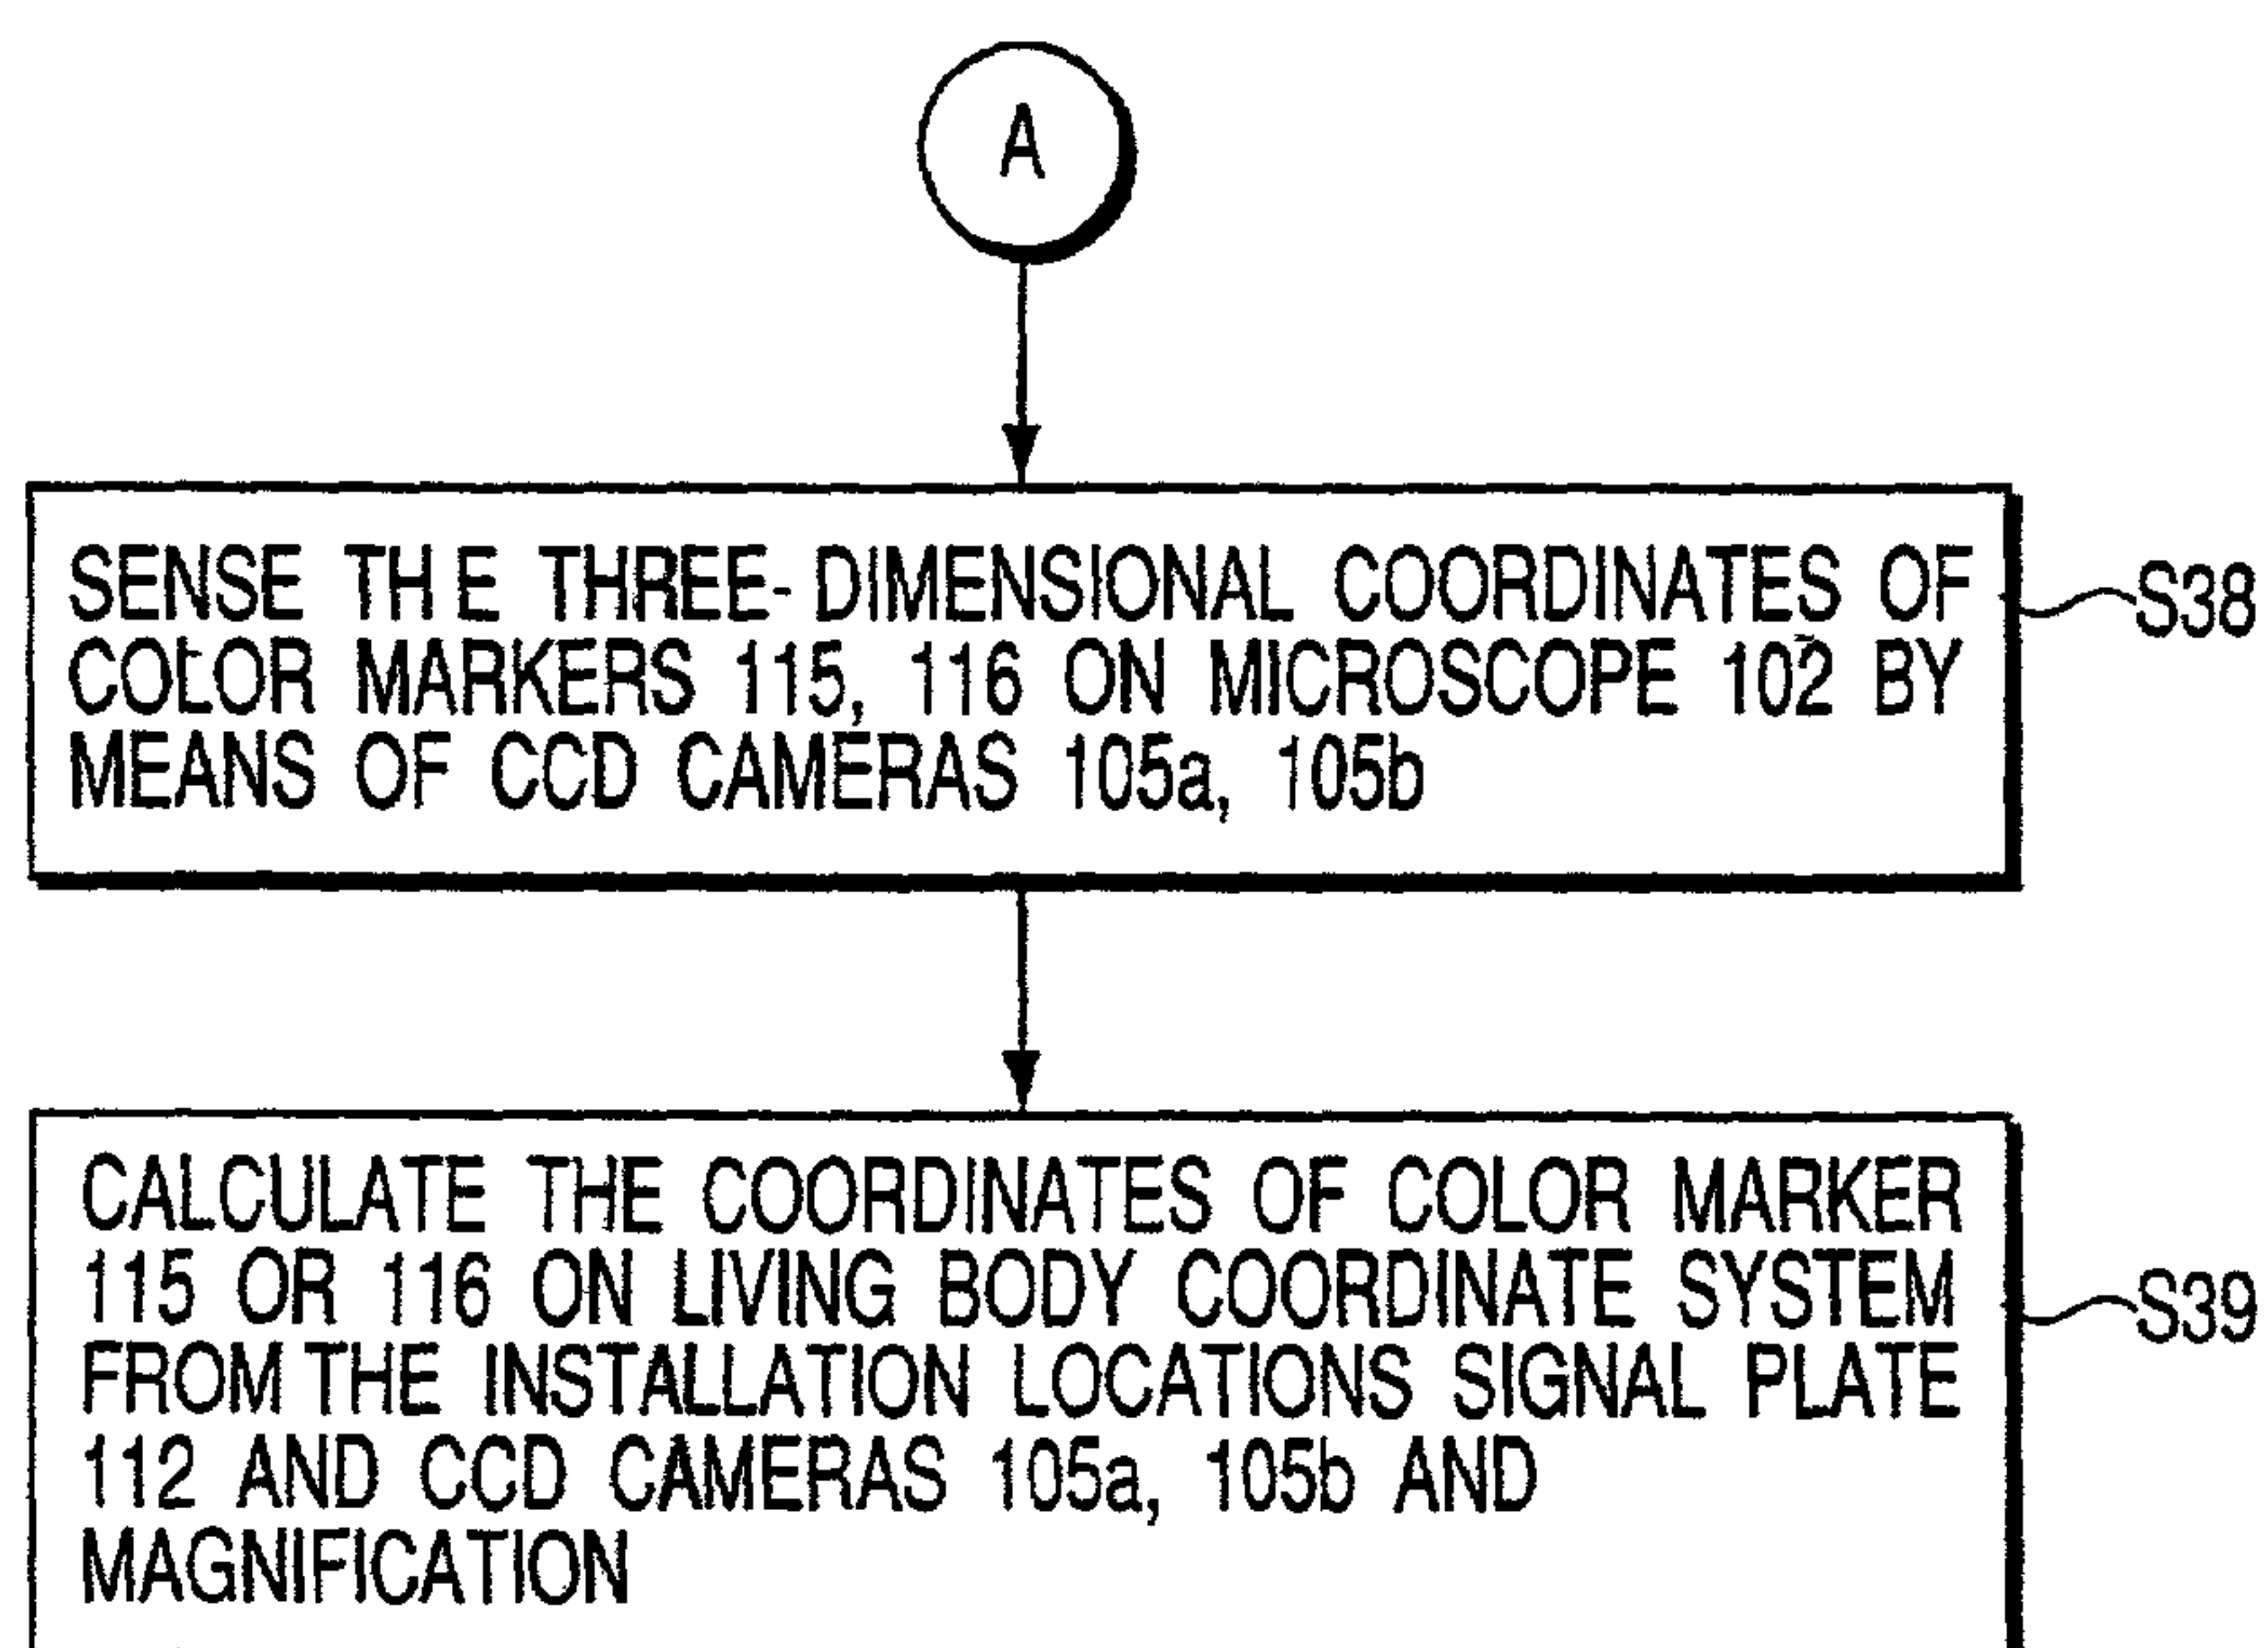 A
SENSE THE THREE-DIMENSIONAL COORDINATES OF
COLOR MARKERS 115, 116 ON MICROSCOPE 102 BY
MEANS OF CCD CAMERAS 105a, 105b
S38
CALCULATE THE COORDINATES OF COLOR MARKER
115 OR 116 ON LIVING BODY COORDINATE SYSTEM
FROM THE INSTALLATION LOCATIONS SIGNAL PLATE
112 AND CCD CAMERAS 105a, 105b AND
MAGNIFICATION
S39